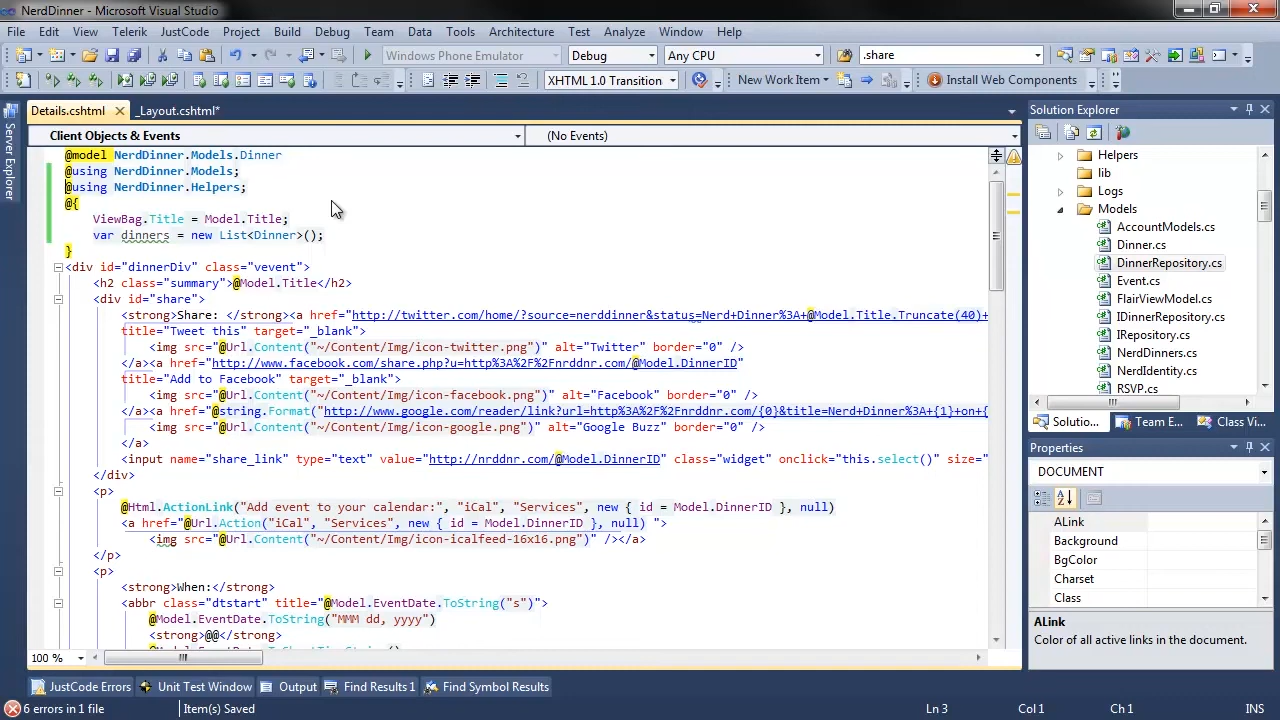 NerdDinner - Microsoft Visual Studio
File Edit View Telerik JustCode Project Build Debug Team Data Tools Architecture Test Analyze Window Help
Windows Phone Emulator Debug Any CPU .share
XHTML 1.0 Transition New Work Item Install Web Components
Server Explorer
Details.cshtml _Layout.cshtml*
Client Objects & Events (No Events)
@model NerdDinner.Models.Dinner
@using NerdDinner.Models;
@using NerdDinner.Helpers;
@{
ViewBag.Title = Model.Title;
var dinners = new List<Dinner>();
}
<div id="dinnerDiv" class="vevent">
<h2 class="summary">@Model.Title</h2>
<div id="share">
<strong>Share: </strong><a href="http://twitter.com/home/?source=nerddinner&status=Nerd+Dinner%3A+@Model.Title.Truncate(40)+
title="Tweet this" target="_blank">
<img src="@Url.Content("~/Content/Img/icon-twitter.png")" alt="Twitter" border="0" />
</a><a href="http://www.facebook.com/share.php?u=http%3A%2F%2Fnrddnr.com/@Model.DinnerID"
title="Add to Facebook" target="_blank">
<img src="@Url.Content("~/Content/Img/icon-facebook.png")" alt="Facebook" border="0" />
</a><a href="@string.Format("http://www.google.com/reader/link?url=http%3A%2F%2Fnrddnr.com/{0}&title=Nerd+Dinner%3A+{1}+on+{
<img src="@Url.Content("~/Content/Img/icon-google.png")" alt="Google Buzz" border="0" />
</a>
<input name="share_link" type="text" value="http://nrddnr.com/@Model.DinnerID" class="widget" onclick="this.select()" size="
</div>
<p>
@Html.ActionLink("Add event to your calendar:", "iCal", "Services", new { id = Model.DinnerID }, null)
<a href="@Url.Action("iCal", "Services", new { id = Model.DinnerID }, null) ">
<img src="@Url.Content("~/Content/Img/icon-icalfeed-16x16.png")" /></a>
</p>
<p>
<strong>When:</strong>
<abbr class="dtstart" title="@Model.EventDate.ToString("s")">
@Model.EventDate.ToString("MMM dd, yyyy")
<strong>@@</strong>
@Model.EventDate.ToShortTimeString()
100 %
Solution Explorer
Helpers
lib
Logs
Models
AccountModels.cs
Dinner.cs
DinnerRepository.cs
Event.cs
FlairViewModel.cs
IDinnerRepository.cs
IRepository.cs
NerdDinners.cs
NerdIdentity.cs
RSVP.cs
Solutio... Team E... Class Vi...
Properties
DOCUMENT
ALink
Background
BgColor
Charset
Class
ALink
Color of all active links in the document.
JustCode Errors Unit Test Window Output Find Results 1 Find Symbol Results
6 errors in 1 file Item(s) Saved Ln 3 Col 1 Ch 1 INS